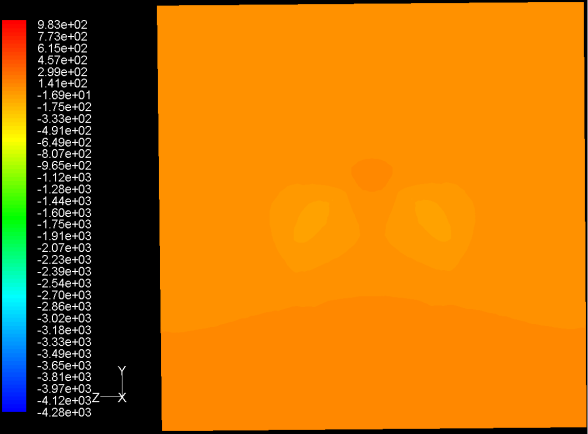 9.83e+02
7.73e+02
6.15e+02
4.57e+02
2.99e+02
1.41e+02
-1.69e+01
-1.75e+02
-3.33e+02
-4.91e+02
-6.49e+02
-8.07e+02
-9.65e+02
-1.12e+03
-1.28e+03
-1.44e+03
-1.60e+03
-1.75e+03
-1.91e+03
-2.07e+03
-2.23e+03
-2.39e+03
-2.54e+03
-2.70e+03
-2.86e+03
-3.02e+03
-3.18e+03
-3.33e+03
-3.49e+03
-3.65e+03
-3.81e+03
-3.97e+03
-4.12e+03
-4.28e+03
Y
Z X